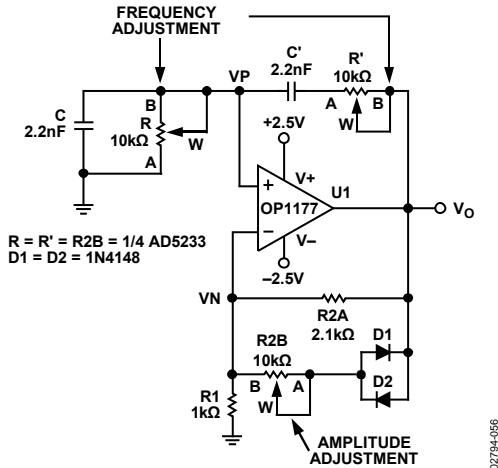 FREQUENCY
ADJUSTMENT
C'
2.2nF
R'
10kΩ
VP
A
B
W
B
C
2.2nF
R
10kΩ
W
A
+2.5V
V+
U1
+
OP1177
−
V−
−2.5V
VO
R = R' = R2B = 1/4 AD5233
D1 = D2 = 1N4148
VN
R2A
2.1kΩ
D1
R2B
10kΩ
B
A
D2
W
R1
1kΩ
AMPLITUDE
ADJUSTMENT
02794-056